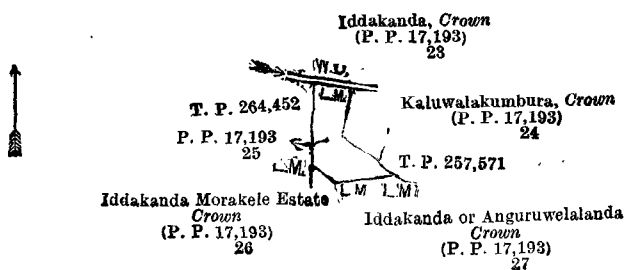 Iddakanda, Crown
(P. P. 17,193)
23
W.D.
L.M.
T. P. 264,452
Kaluwalakumbura, Crown
(P. P. 17,193)
24
P. P. 17,193
25
T. P. 257,571
L.M.
L M
L M
Iddakanda Morakele Estate
Crown
(P. P. 17,193)
26
Iddakanda or Anguruwelalanda
Crown
(P. P. 17,193)
27